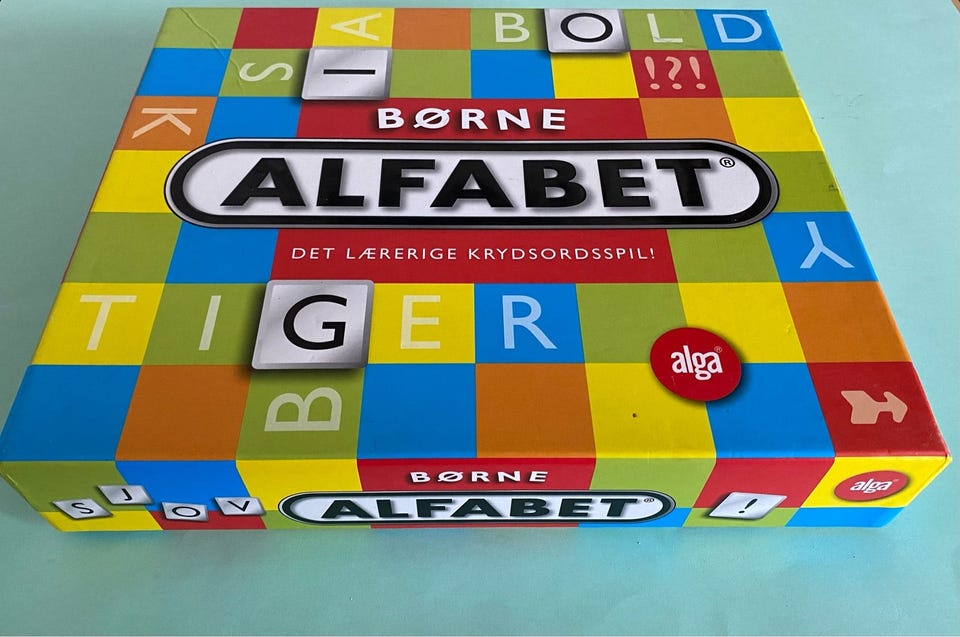 A BOLD
S I !?!
K
BØRNE
ALFABET®
DET LÆRERIGE KRYDSORDSSPIL!
Y
TIGER
alga®
B
BØRNE
ALFABET®
SJOV
!
alga®